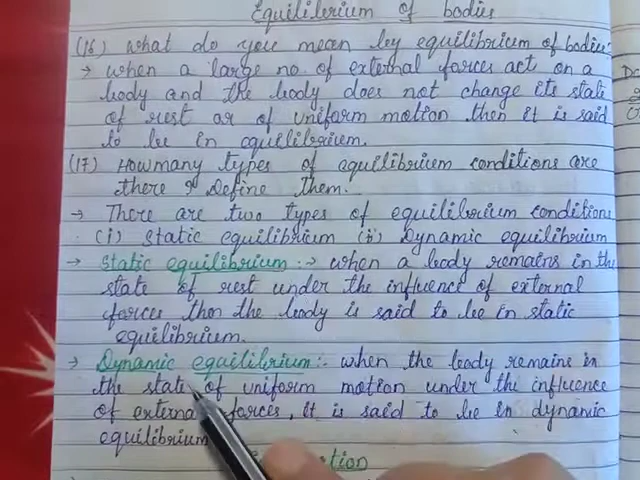 Equilibrium of bodies
(16) What do you mean by equilibrium of bodies?
→ When a large no. of external forces act on a
body and the body does not change its state
of rest or of uniform motion then it is said
to be in equilibrium.
(17) How many types of equilibrium conditions are
there? Define them.
→ There are two types of equilibrium conditions
(i) Static equilibrium (ii) Dynamic equilibrium
→ Static equilibrium :→ When a body remains in the
state of rest under the influence of external
forces then the body is said to be in static
equilibrium.
→ Dynamic equilibrium :- When the body remains in
the state of uniform motion under the influence
of external forces, it is said to be in dynamic
equilibrium